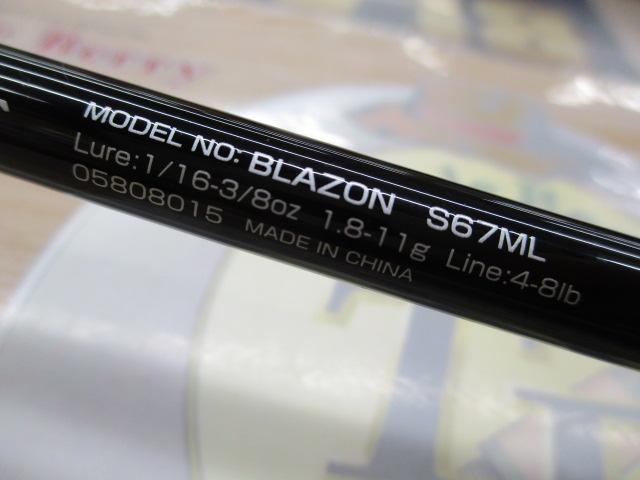 Berry
MODEL NO: BLAZON S67ML
Lure:1/16-3/8oz 1.8-11g Line:4-8lb
05808015 MADE IN CHINA